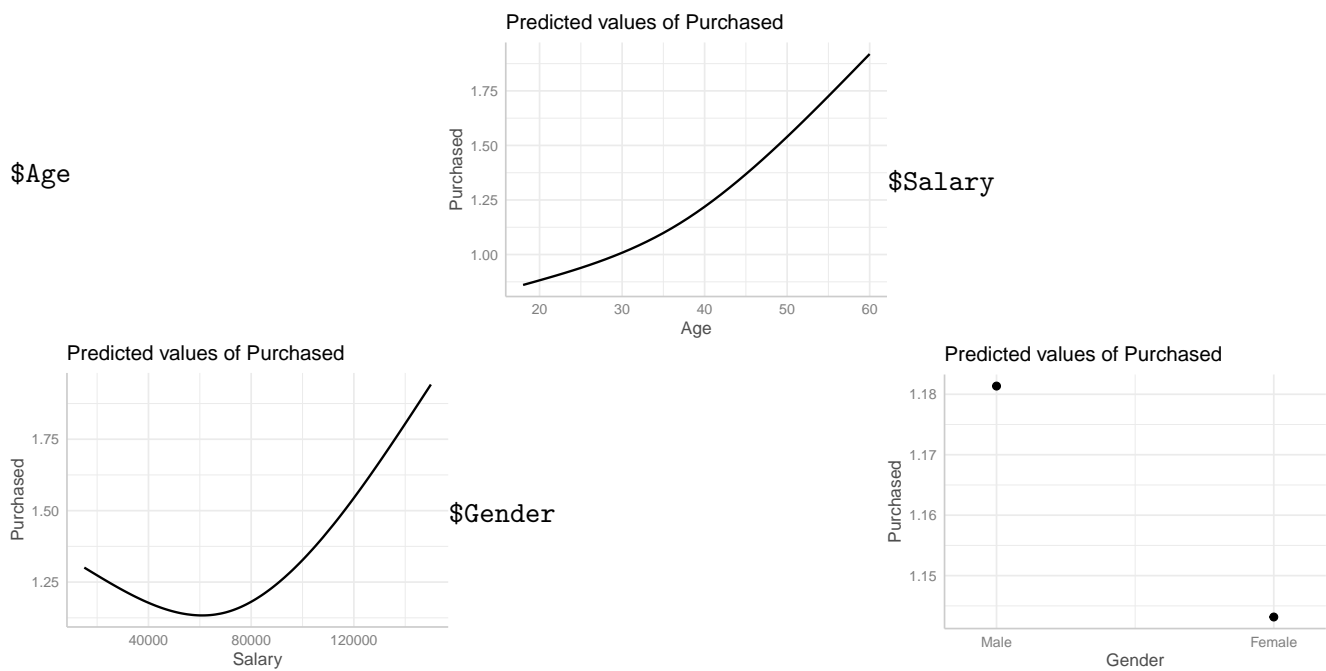 $Age
Predicted values of Purchased
Purchased
1.75
1.50
1.25
1.00
20 30 40 50 60
Age
$Salary
Predicted values of Purchased
Purchased
1.75
1.50
1.25
40000 80000 120000
Salary
$Gender
Predicted values of Purchased
Purchased
1.18
1.17
1.16
1.15
Male Female
Gender